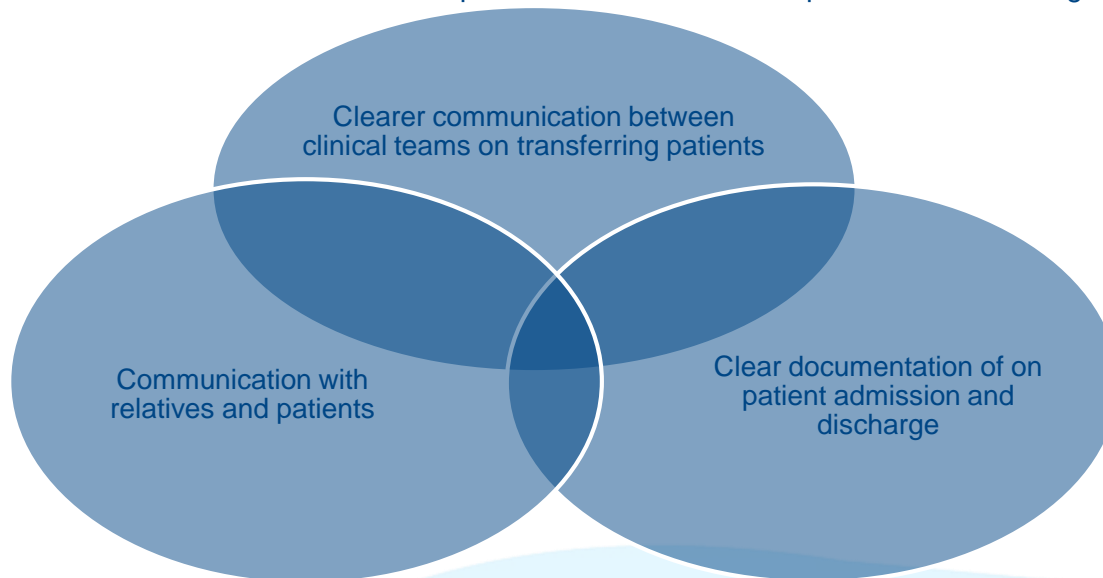 Clearer communication between
clinical teams on transferring patients
Communication with
relatives and patients
Clear documentation of on
patient admission and
discharge